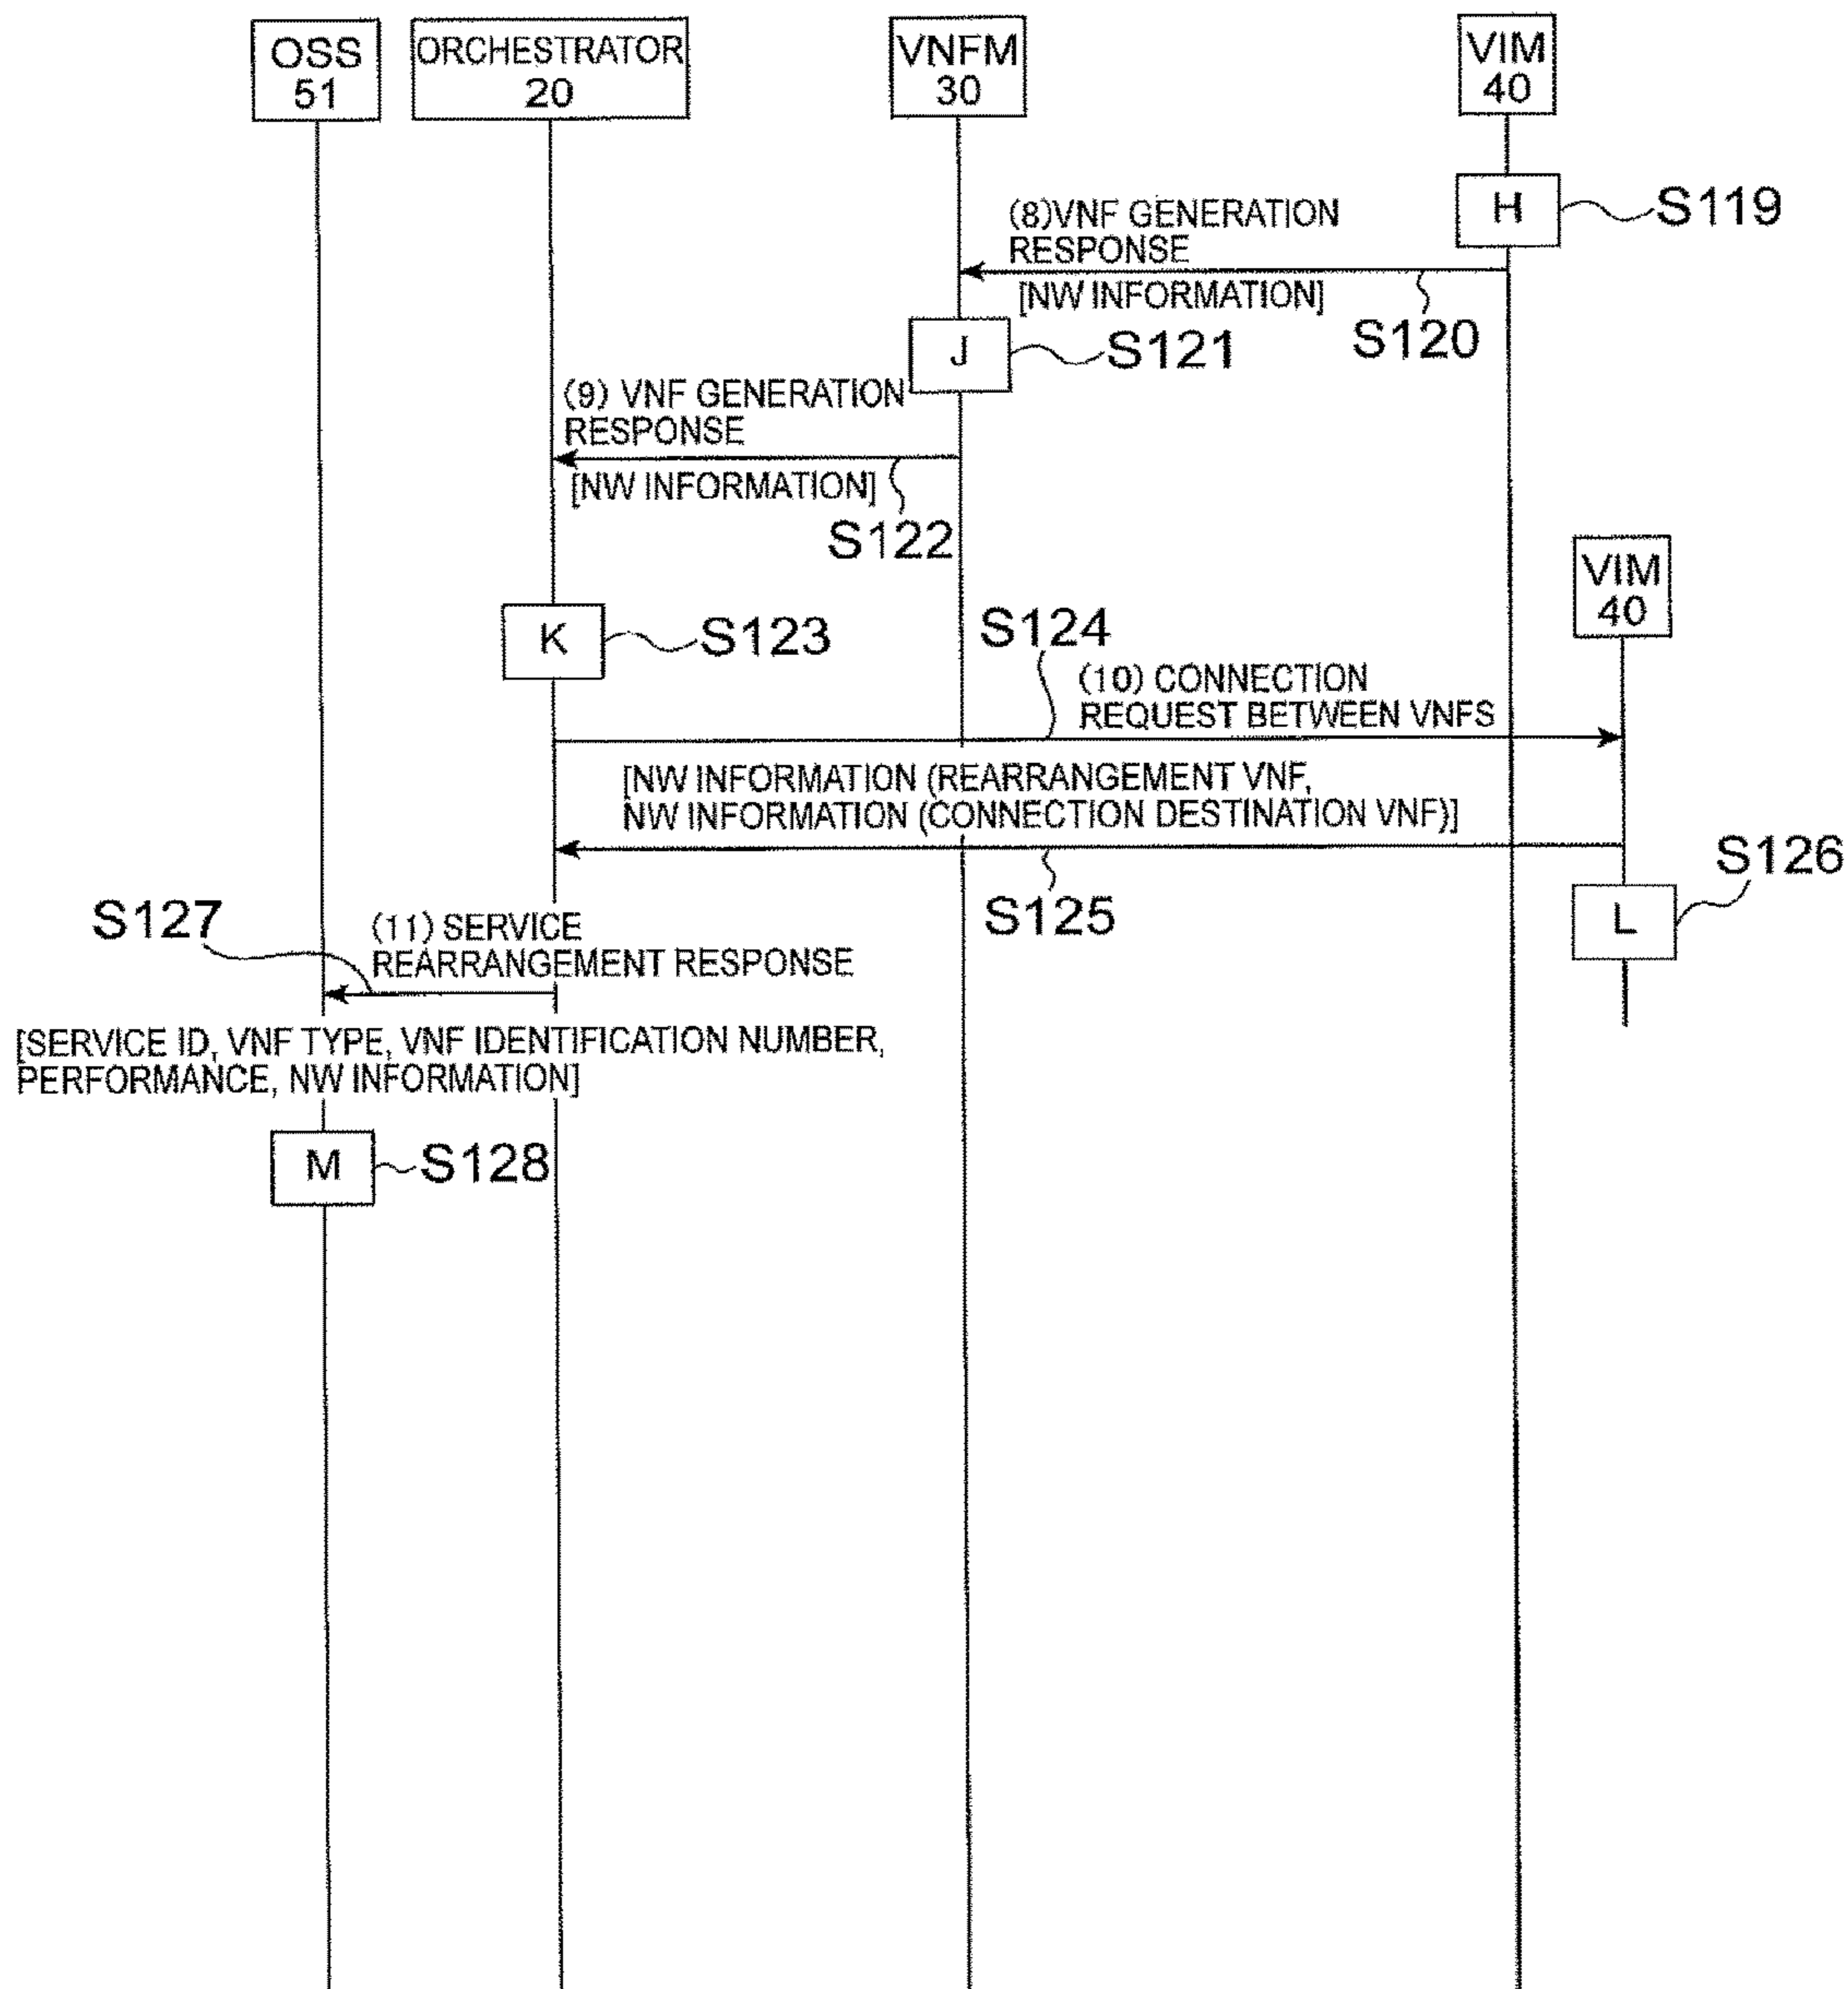 OSS
51
ORCHESTRATOR
20
VNFM
30
VIM
40
H
S119
(8)VNF GENERATION
RESPONSE
[NW INFORMATION]
S120
J
S121
(9) VNF GENERATION
RESPONSE
[NW INFORMATION]
S122
VIM
40
K
S123
S124
(10) CONNECTION
REQUEST BETWEEN VNFS
[NW INFORMATION (REARRANGEMENT VNF,
NW INFORMATION (CONNECTION DESTINATION VNF)]
S125
S126
L
S127
(11) SERVICE
REARRANGEMENT RESPONSE
[SERVICE ID, VNF TYPE, VNF IDENTIFICATION NUMBER,
PERFORMANCE, NW INFORMATION]
M
S128